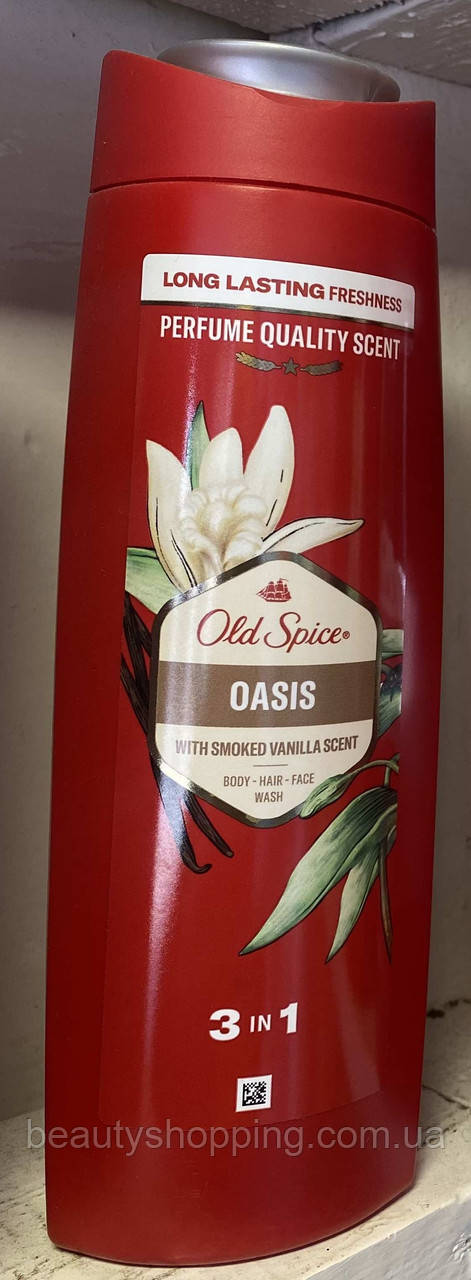 LONG LASTING FRESHNESS
PERFUME QUALITY SCENT
Old Spice®
OASIS
WITH SMOKED VANILLA SCENT
BODY - HAIR - FACE
WASH
3 IN 1
beautyshopping.com.ua